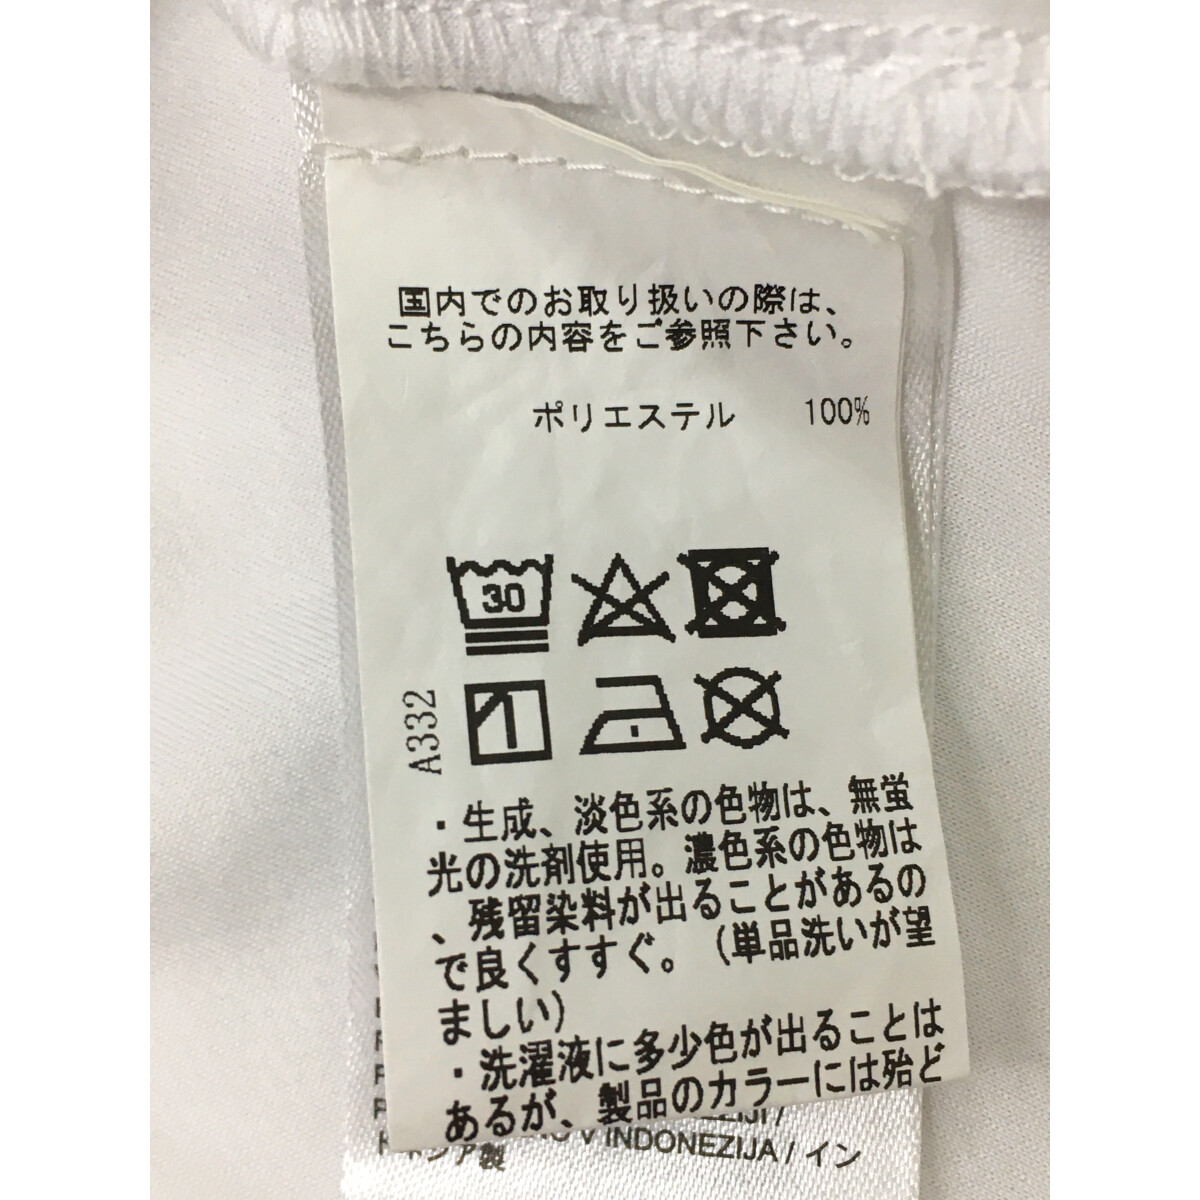 国内でのお取り扱いの際は、
こちらの内容をご参照下さい。
ポリエステル 100%
30
A332
・生成、淡色系の色物は、無蛍
光の洗剤使用。濃色系の色物は
、残留染料が出ることがあるの
で良くすすぐ。（単品洗いが望
ましい）
・洗濯液に多少色が出ることは
あるが、製品のカラーには殆ど
V INDONEZIJA / イン